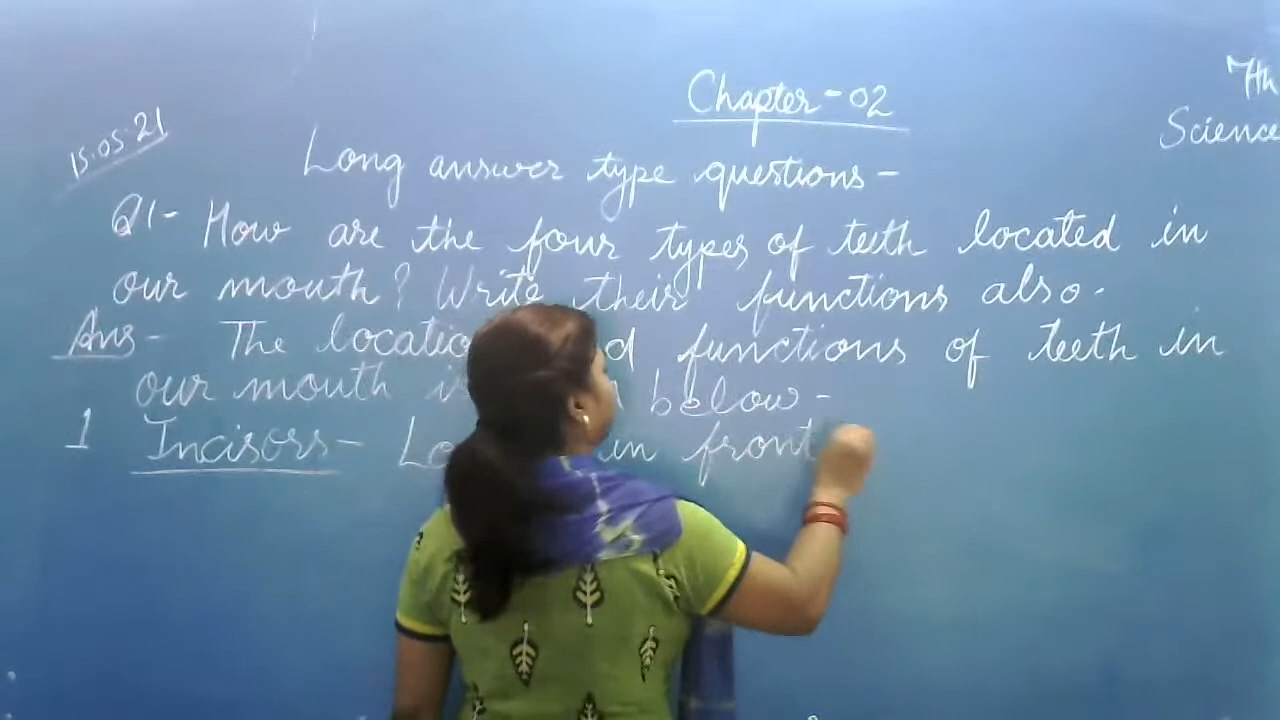 Chapter-02
7th
Science
15.05.21
Long answer type questions-
Q1- How are the four types of teeth located in
our mouth? Write their functions also.
Ans- The functions of teeth in
our mouth below-
1 Incisors- in front